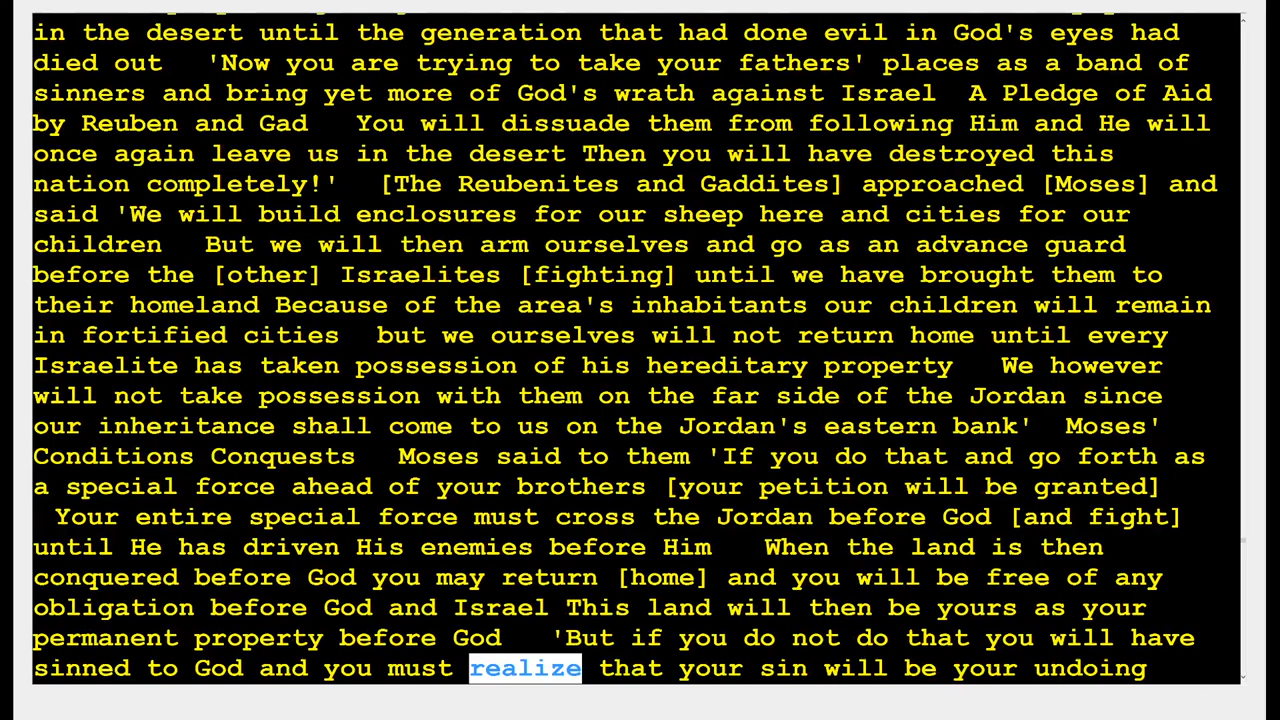 in the desert until the generation that had done evil in God's eyes had
died out 'Now you are trying to take your fathers' places as a band of
sinners and bring yet more of God's wrath against Israel A Pledge of Aid
by Reuben and Gad You will dissuade them from following Him and He will
once again leave us in the desert Then you will have destroyed this
nation completely!' [The Reubenites and Gaddites] approached [Moses] and
said 'We will build enclosures for our sheep here and cities for our
children But we will then arm ourselves and go as an advance guard
before the [other] Israelites [fighting] until we have brought them to
their homeland Because of the area's inhabitants our children will remain
in fortified cities but we ourselves will not return home until every
Israelite has taken possession of his hereditary property We however
will not take possession with them on the far side of the Jordan since
our inheritance shall come to us on the Jordan's eastern bank' Moses'
Conditions Conquests Moses said to them 'If you do that and go forth as
a special force ahead of your brothers [your petition will be granted]
Your entire special force must cross the Jordan before God [and fight]
until He has driven His enemies before Him When the land is then
conquered before God you may return [home] and you will be free of any
obligation before God and Israel This land will then be yours as your
permanent property before God 'But if you do not do that you will have
sinned to God and you must realize that your sin will be your undoing